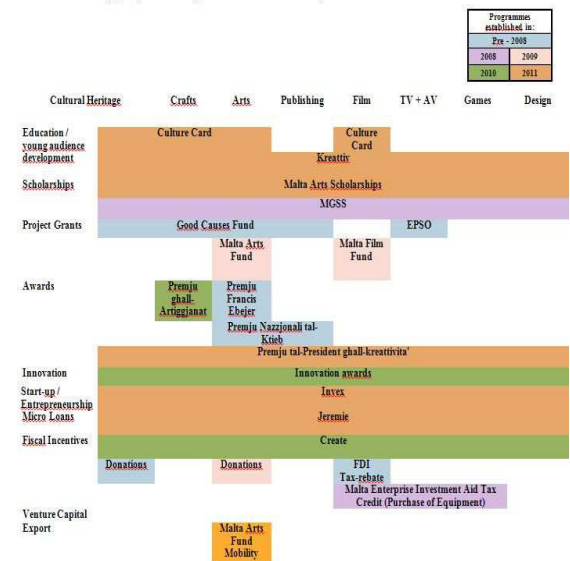 Programmes
established in:
Pre - 2008
2008 2009
2010 2011
Cultural Heritage Crafts Arts Publishing Film TV + AV Games Design
Education /
young audience
development
Culture Card
Culture
Card
Kreattiv
Scholarships
Malta Arts Scholarships
MGSS
Project Grants
Good Causes Fund
EPSO
Malta Arts
Fund
Malta Film
Fund
Awards
Premju
ghall-
Artiggjanat
Premju
Francis
Ebejer
Premju Nazzjonali tal-
Ktieb
Premju tal-President ghall-kreattivita'
Innovation
Innovation awards
Start-up /
Entrepreneurship
Invex
Micro Loans
Jeremie
Fiscal Incentives
Create
Donations
Donations
FDI
Tax-rebate
Malta Enterprise Investment Aid Tax
Credit (Purchase of Equipment)
Venture Capital
Export
Malta Arts
Fund
Mobility